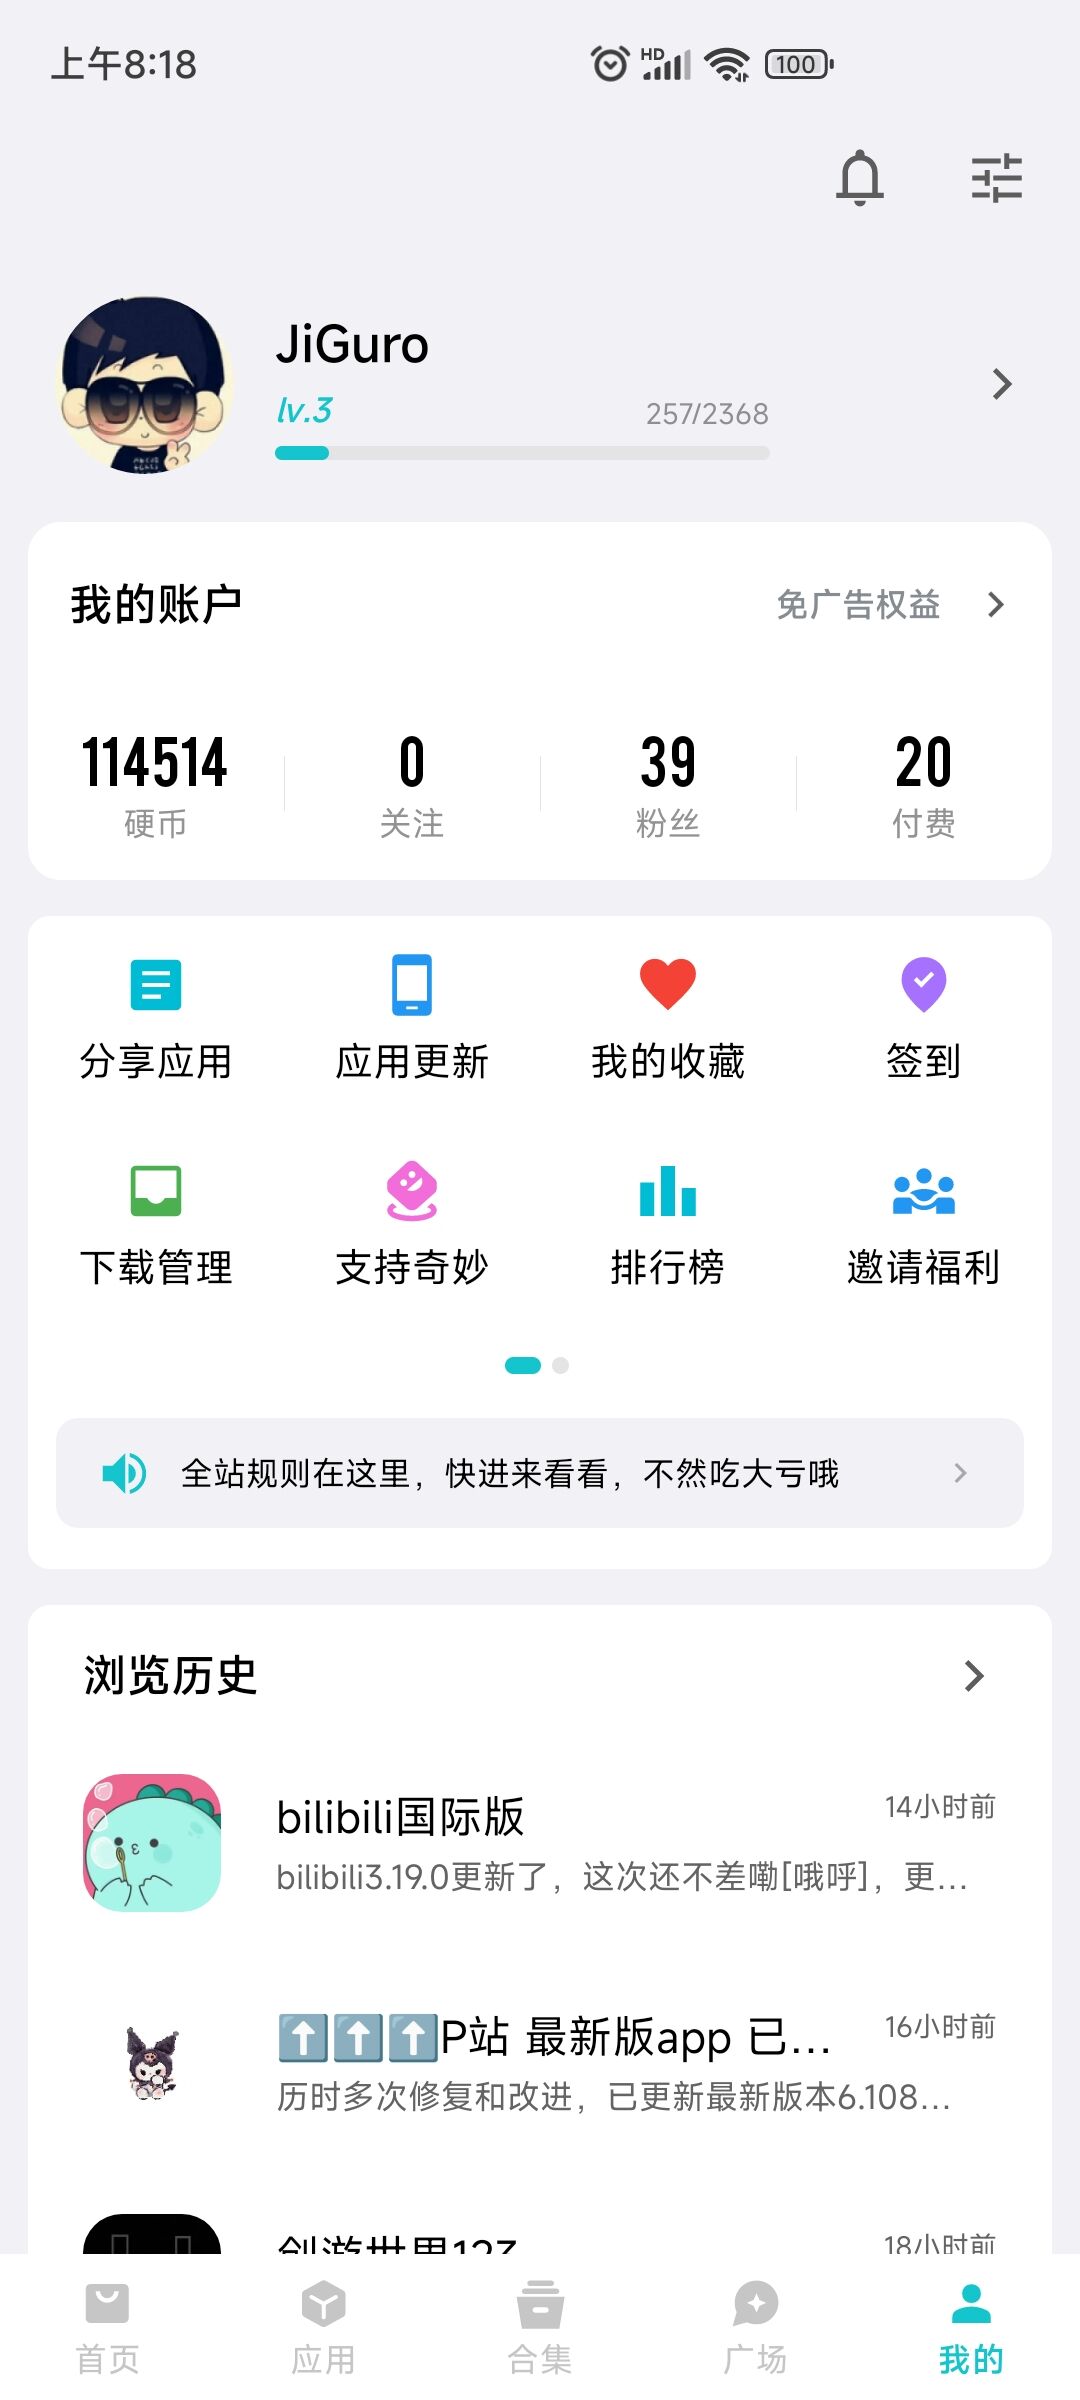 上午8:18
HD
100
JiGuro
lv.3
257/2368
我的账户
免广告权益
114514 0 39 20
硬币 关注 粉丝 付费
分享应用 应用更新 我的收藏 签到
下载管理 支持奇妙 排行榜 邀请福利
全站规则在这里，快进来看看，不然吃大亏哦
浏览历史
bilibili国际版
14小时前
bilibili3.19.0更新了，这次还不差嘞[哦呼]，更...
⬆️⬆️⬆️P站 最新版app 已...
16小时前
历时多次修复和改进，已更新最新版本6.108...
18小时前
首页 应用 合集 广场 我的